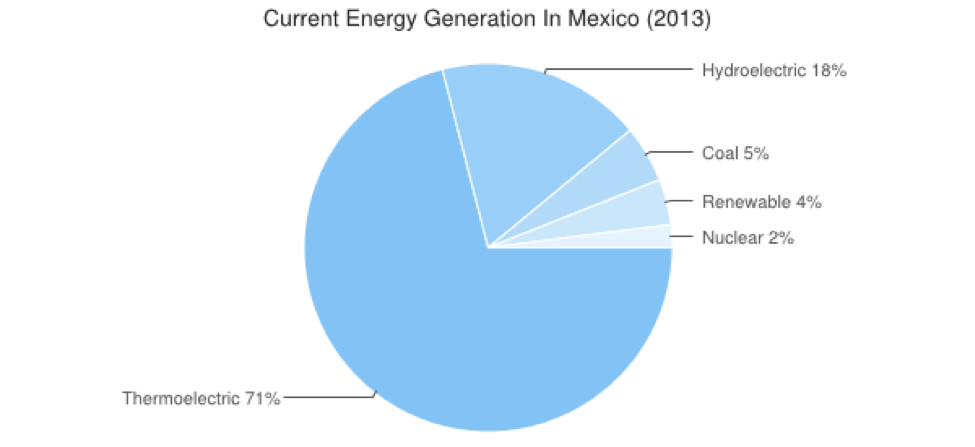 Current Energy Generation In Mexico (2013)
Hydroelectric 18%
Coal 5%
Renewable 4%
Nuclear 2%
Thermoelectric 71%